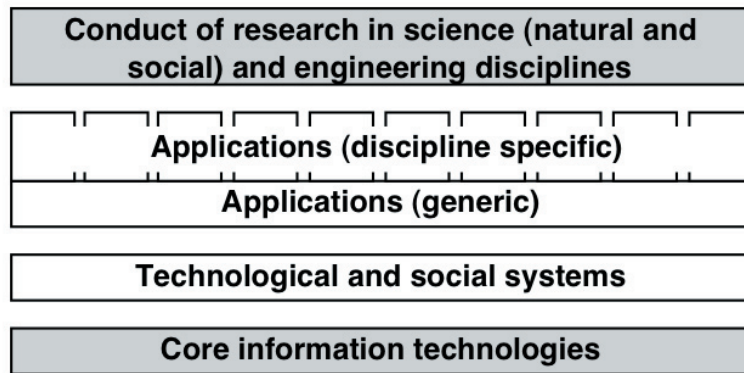 Conduct of research in science (natural and
social) and engineering disciplines
Applications (discipline specific)
Applications (generic)
Technological and social systems
Core information technologies